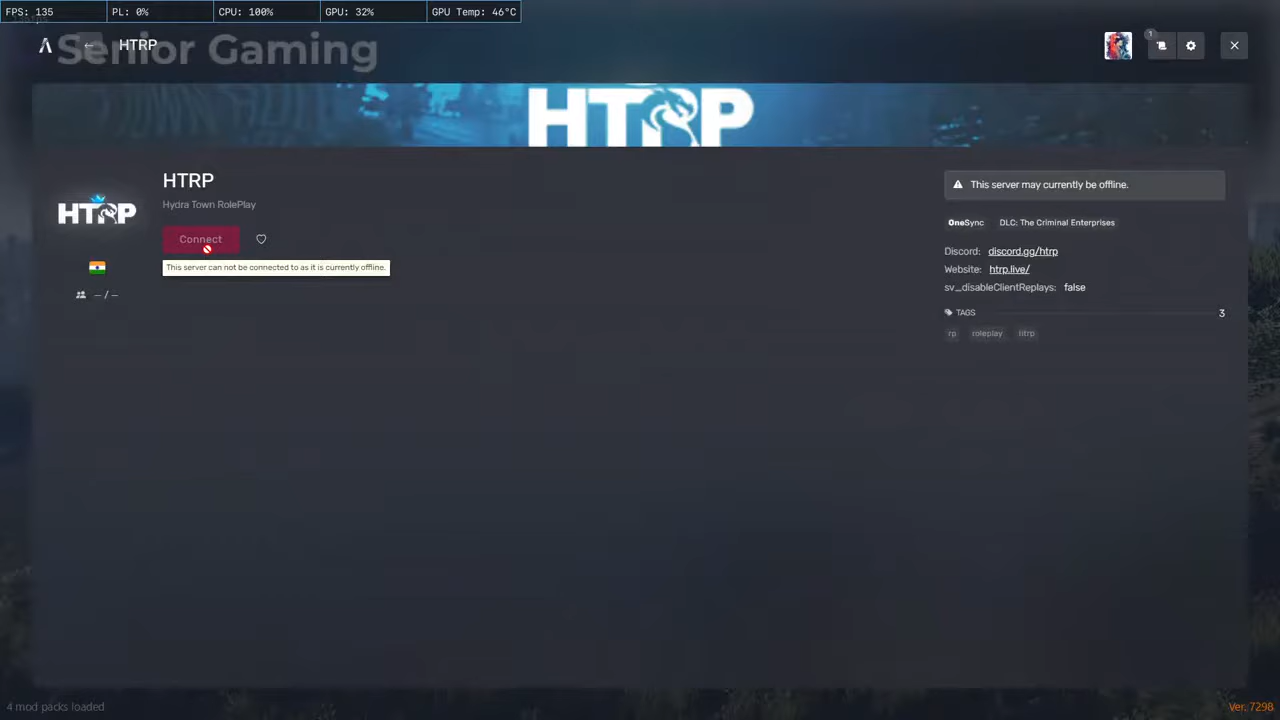 FPS: 135 PL: 0% CPU: 100% GPU: 32% GPU Temp: 46°C
Senior Gaming
HTRP
1
HTRP
HTRP
HTRP
Hydra Town RolePlay
Connect
This server can not be connected to as it is currently offline.
– / –
This server may currently be offline.
OneSync DLC: The Criminal Enterprises
Discord: discord.gg/htrp
Website: htrp.live/
sv_disableClientReplays: false
TAGS 3
rp roleplay litrp
4 mod packs loaded
Ver. 7298